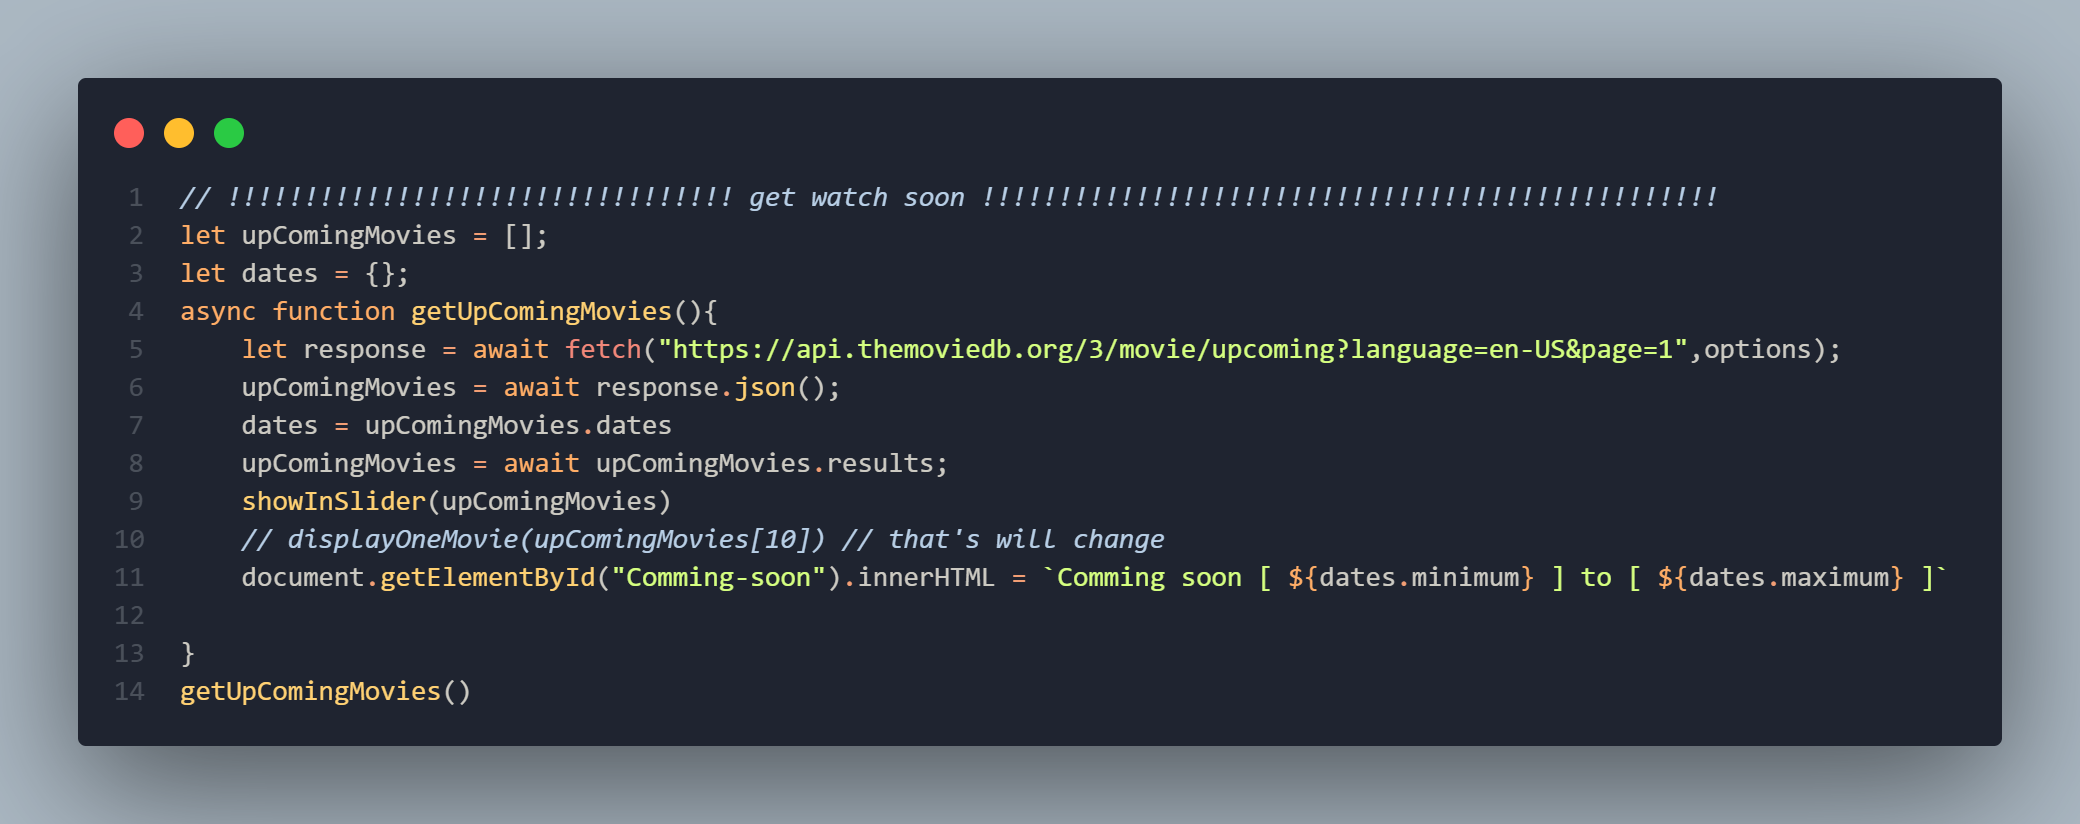 1 // !!!!!!!!!!!!!!!!!!!!!!!!!!!!!!!!! get watch soon !!!!!!!!!!!!!!!!!!!!!!!!!!!!!!!!!!!!!!!!!!!!!!!!
2 let upComingMovies = [];
3 let dates = {};
4 async function getUpComingMovies(){
5     let response = await fetch("https://api.themoviedb.org/3/movie/upcoming?language=en-US&page=1",options);
6     upComingMovies = await response.json();
7     dates = upComingMovies.dates
8     upComingMovies = await upComingMovies.results;
9     showInSlider(upComingMovies)
10     // displayOneMovie(upComingMovies[10]) // that's will change
11     document.getElementById("Comming-soon").innerHTML = `Comming soon [ ${dates.minimum} ] to [ ${dates.maximum} ]`
12
13 }
14 getUpComingMovies()